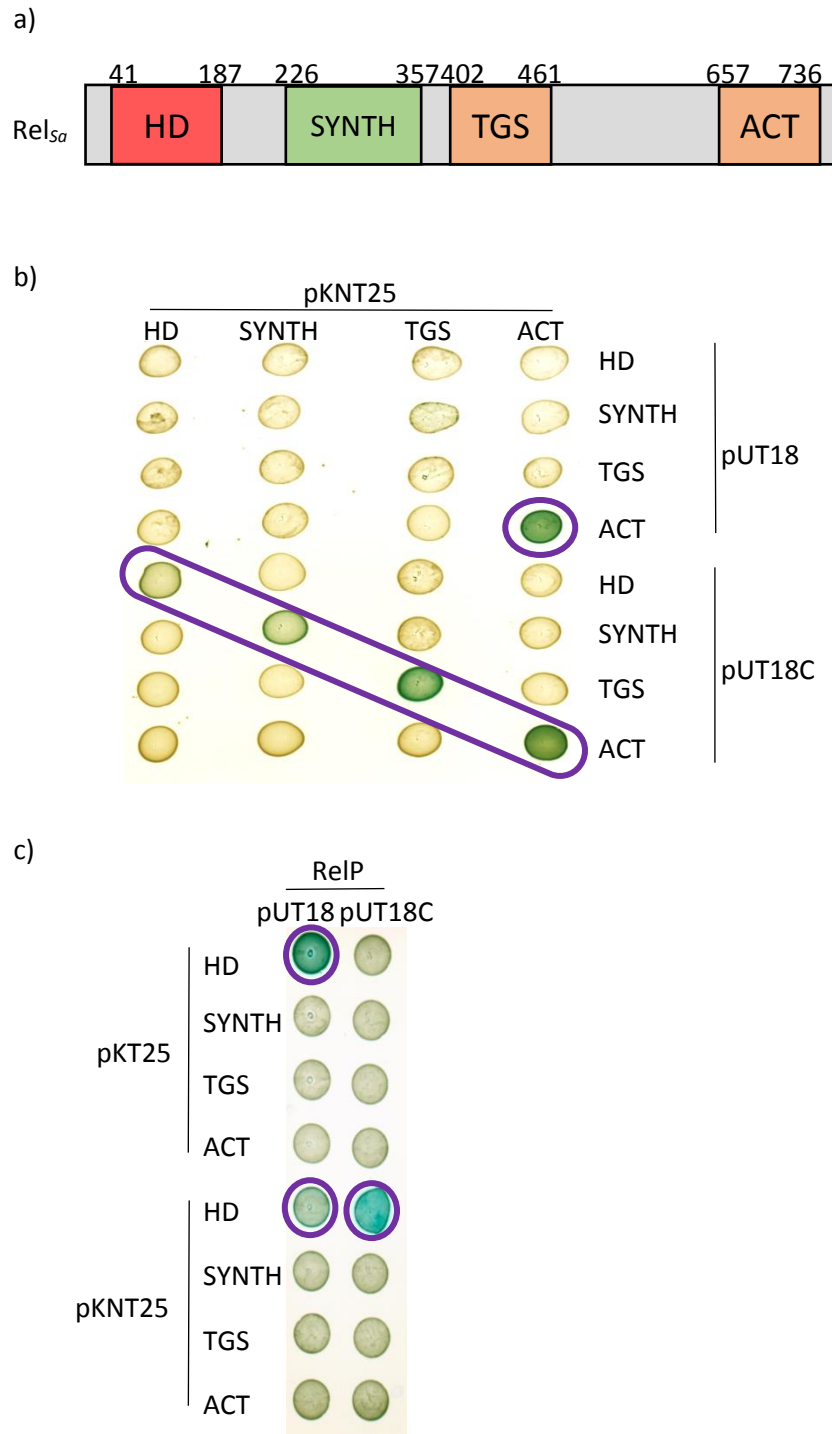 a)
41 187 226 357 402 461 657 736
Rel_Sa HD SYNTH TGS ACT
b)
pKNT25
HD SYNTH TGS ACT
HD
SYNTH
TGS
ACT
pUT18
HD
SYNTH
TGS
ACT
pUT18C
c)
RelP
pUT18 pUT18C
pKT25
HD
SYNTH
TGS
ACT
pKNT25
HD
SYNTH
TGS
ACT